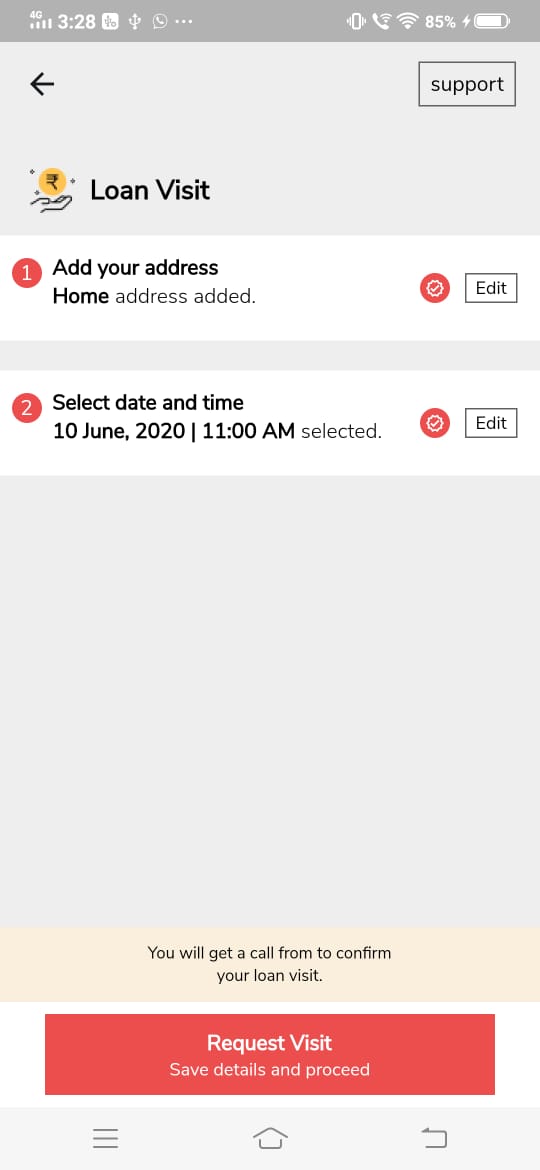 4G 3:28 85%
support
₹ Loan Visit
1 Add your address
Home address added.
Edit
2 Select date and time
10 June, 2020 | 11:00 AM selected.
Edit
You will get a call from to confirm
your loan visit.
Request Visit
Save details and proceed